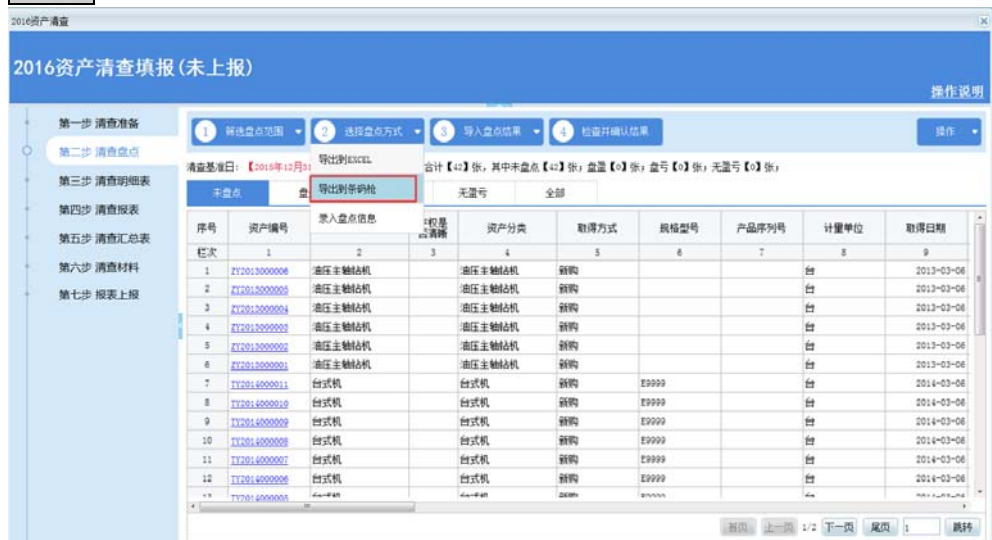 2016资产清查
2016资产清查填报(未上报)
操作说明
第一步 清查准备
第二步 清查盘点
第三步 清查明细表
第四步 清查报表
第五步 清查汇总表
第六步 清查材料
第七步 报表上报
1 筛选盘点范围 2 选择盘点方式 3 导入盘点结果 4 检查并确认结果 操作
导出到EXCEL
导出到条码枪
录入盘点信息
清查基准日：【2015年12月31 合计【42】张，其中未盘点【42】张；盘盈【0】张；盘亏【0】张；无盈亏【0】张；
未盘点 盘 无盈亏 全部
序号 资产编号 权是否清晰 资产分类 取得方式 规格型号 产品序列号 计量单位 取得日期
栏次 1 2 3 4 5 6 7 8 9
1 ZY2013000006 油压主轴钻机 油压主轴钻机 新购 台 2013-03-06
2 ZY2013000005 油压主轴钻机 油压主轴钻机 新购 台 2013-03-06
3 ZY2013000004 油压主轴钻机 油压主轴钻机 新购 台 2013-03-06
4 ZY2013000003 油压主轴钻机 油压主轴钻机 新购 台 2013-03-06
5 ZY2013000002 油压主轴钻机 油压主轴钻机 新购 台 2013-03-06
6 ZY2013000001 油压主轴钻机 油压主轴钻机 新购 台 2013-03-06
7 TY2014000011 台式机 台式机 新购 E9999 台 2014-03-06
8 TY2014000010 台式机 台式机 新购 E9999 台 2014-03-06
9 TY2014000009 台式机 台式机 新购 E9999 台 2014-03-06
10 TY2014000008 台式机 台式机 新购 E9999 台 2014-03-06
11 TY2014000007 台式机 台式机 新购 E9999 台 2014-03-06
12 TY2014000006 台式机 台式机 新购 E9999 台 2014-03-06
首页 上一页 1/2 下一页 尾页 1 跳转